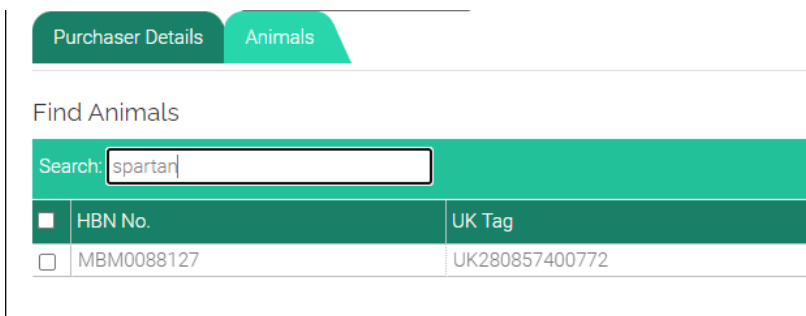 Purchaser Details Animals
Find Animals
Search: spartan
HBN No. UK Tag
MBM0088127 UK280857400772